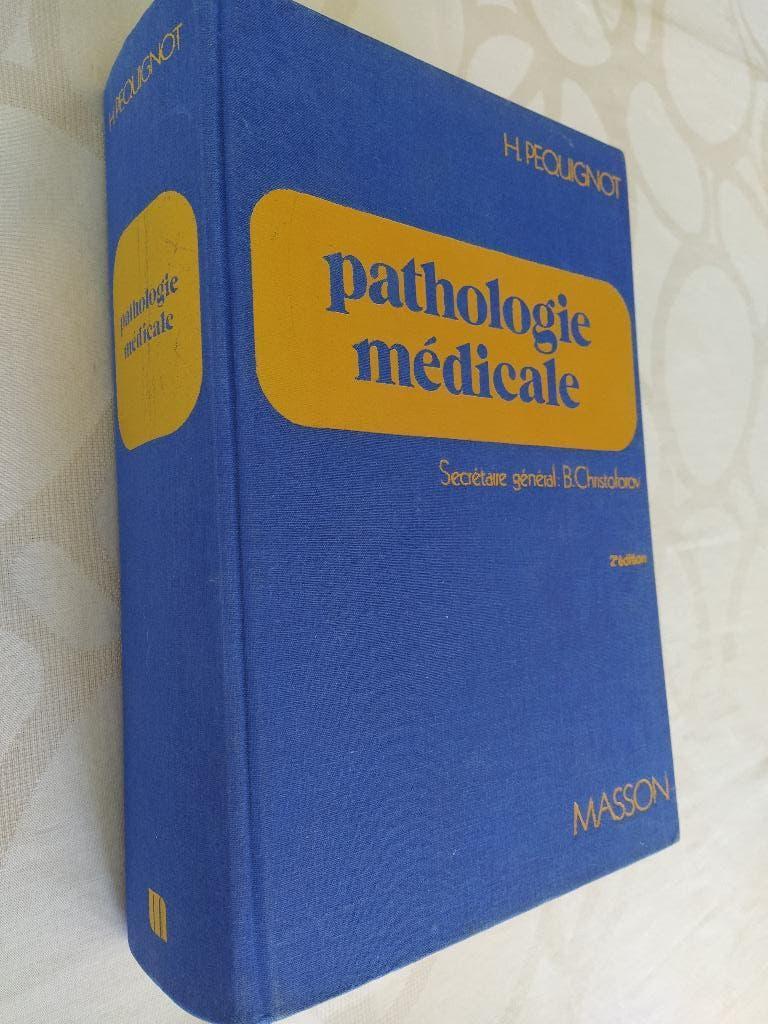 H. PEQUIGNOT
pathologie
médicale
H. PEQUIGNOT
pathologie
médicale
Secrétaire général: B. Christoforov
2e édition
MASSON
m